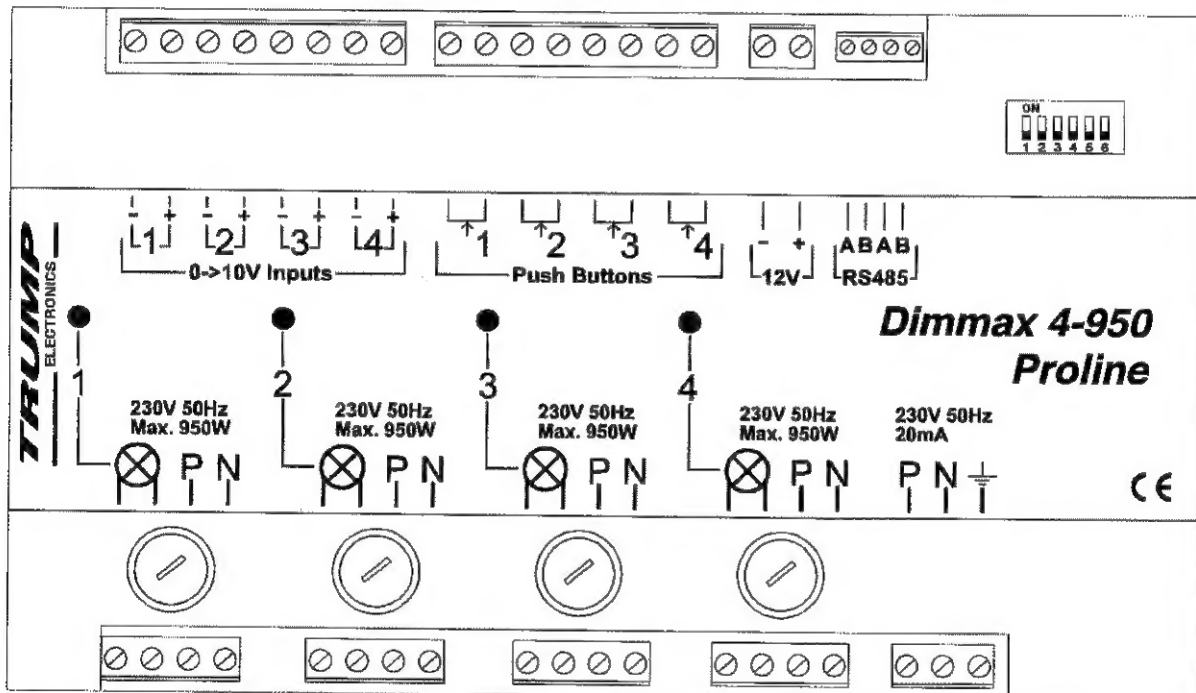 ON
1 2 3 4 5 6
- + - + - + - +
1 2 3 4
0->10V Inputs
1 2 3 4
Push Buttons
- +
12V
A B A B
RS485
TRUMP
ELECTRONICS
Dimmax 4-950
Proline
1
230V 50Hz
Max. 950W
P N
2
230V 50Hz
Max. 950W
P N
3
230V 50Hz
Max. 950W
P N
4
230V 50Hz
Max. 950W
P N
230V 50Hz
20mA
P N
CE